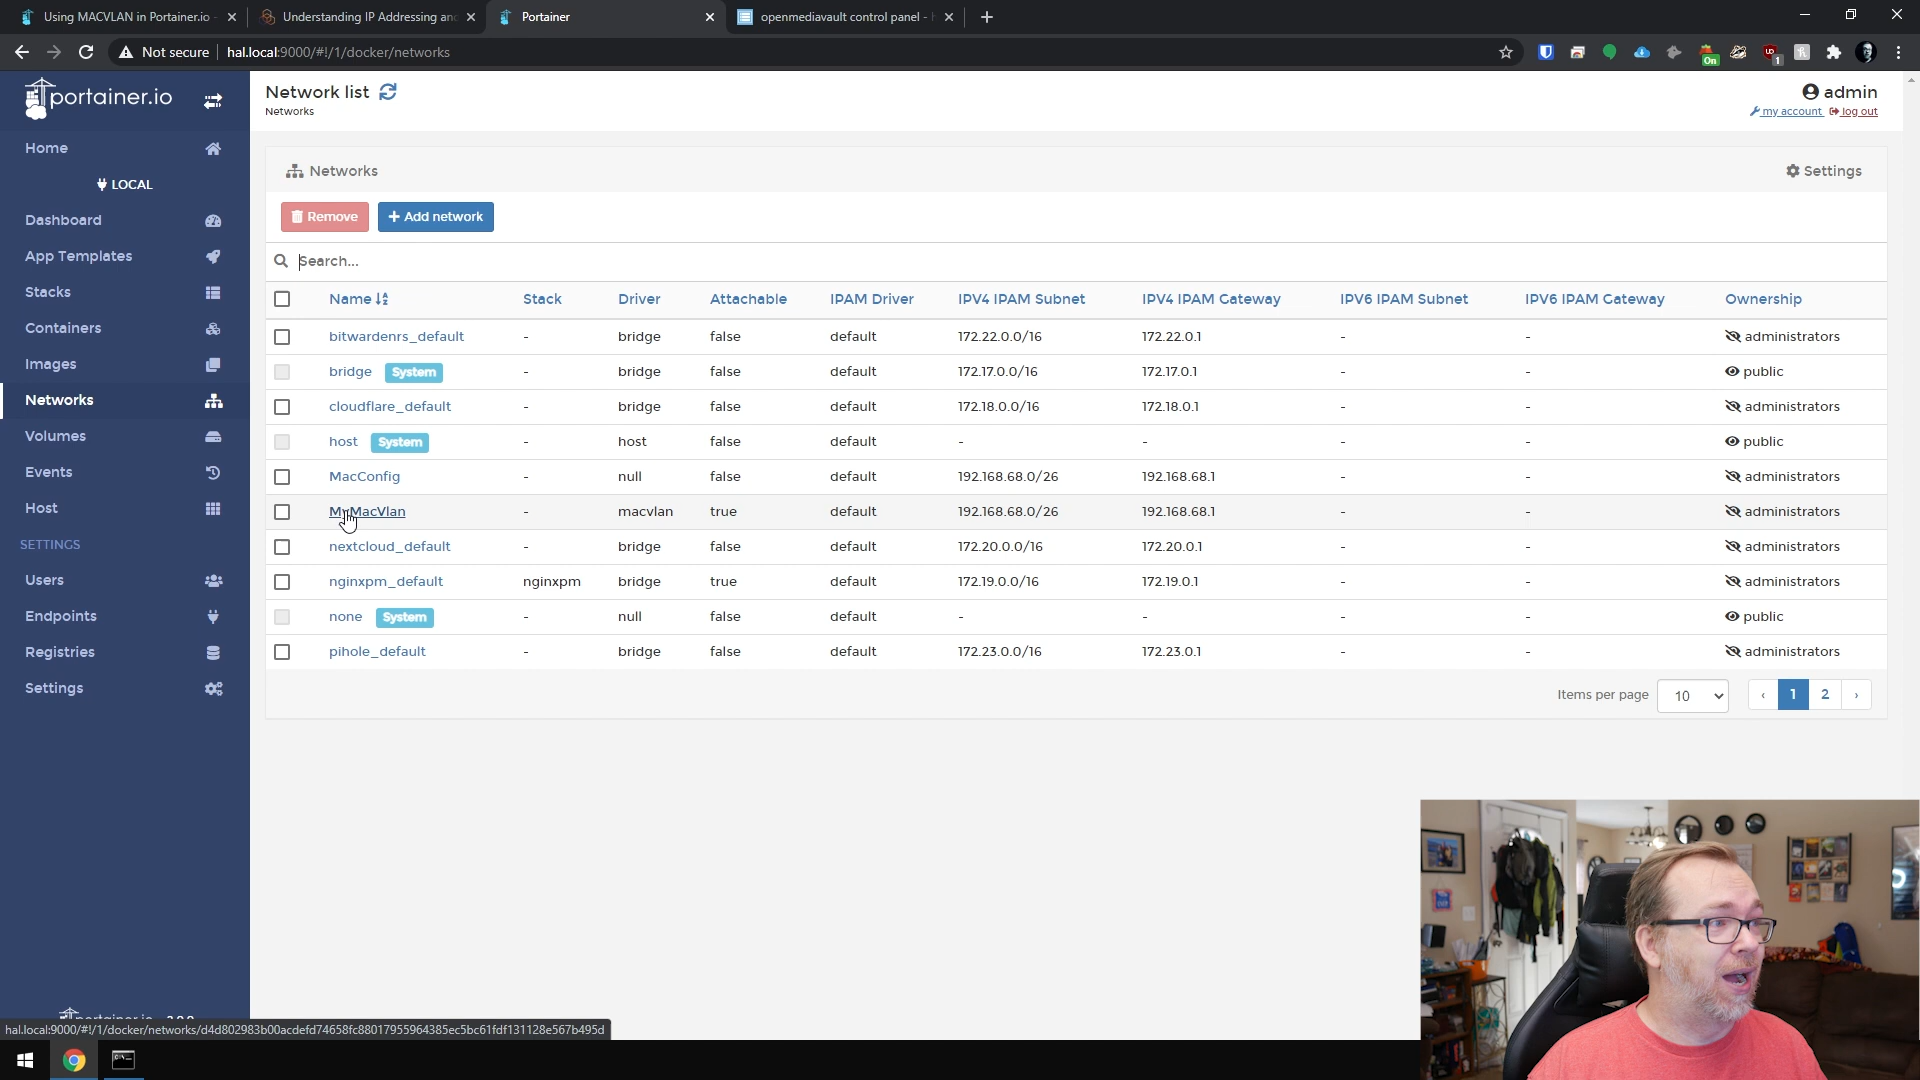 Using MACVLAN in Portainer.io
Understanding IP Addressing and
Portainer
openmediavault control panel - h
Not secure
hal.local:9000/#!/1/docker/networks
On
1
portainer.io
Network list
Networks
admin
my account
log out
Home
LOCAL
Dashboard
App Templates
Stacks
Containers
Images
Networks
Volumes
Events
Host
SETTINGS
Users
Endpoints
Registries
Settings
Networks
Settings
Remove
+ Add network
Search...
Name Stack Driver Attachable IPAM Driver IPV4 IPAM Subnet IPV4 IPAM Gateway IPV6 IPAM Subnet IPV6 IPAM Gateway Ownership
bitwardenrs_default - bridge false default 172.22.0.0/16 172.22.0.1 - - administrators
bridge System - bridge false default 172.17.0.0/16 172.17.0.1 - - public
cloudflare_default - bridge false default 172.18.0.0/16 172.18.0.1 - - administrators
host System - host false default - - - - public
MacConfig - null false default 192.168.68.0/26 192.168.68.1 - - administrators
MyMacVlan - macvlan true default 192.168.68.0/26 192.168.68.1 - - administrators
nextcloud_default - bridge false default 172.20.0.0/16 172.20.0.1 - - administrators
nginxpm_default nginxpm bridge true default 172.19.0.0/16 172.19.0.1 - - administrators
none System - null false default - - - - public
pihole_default - bridge false default 172.23.0.0/16 172.23.0.1 - - administrators
Items per page 10 ‹ 1 2 ›
hal.local:9000/#!/1/docker/networks/d4d802983b00acdefd74658fc88017955964385ec5bc61fdf131128e567b495d